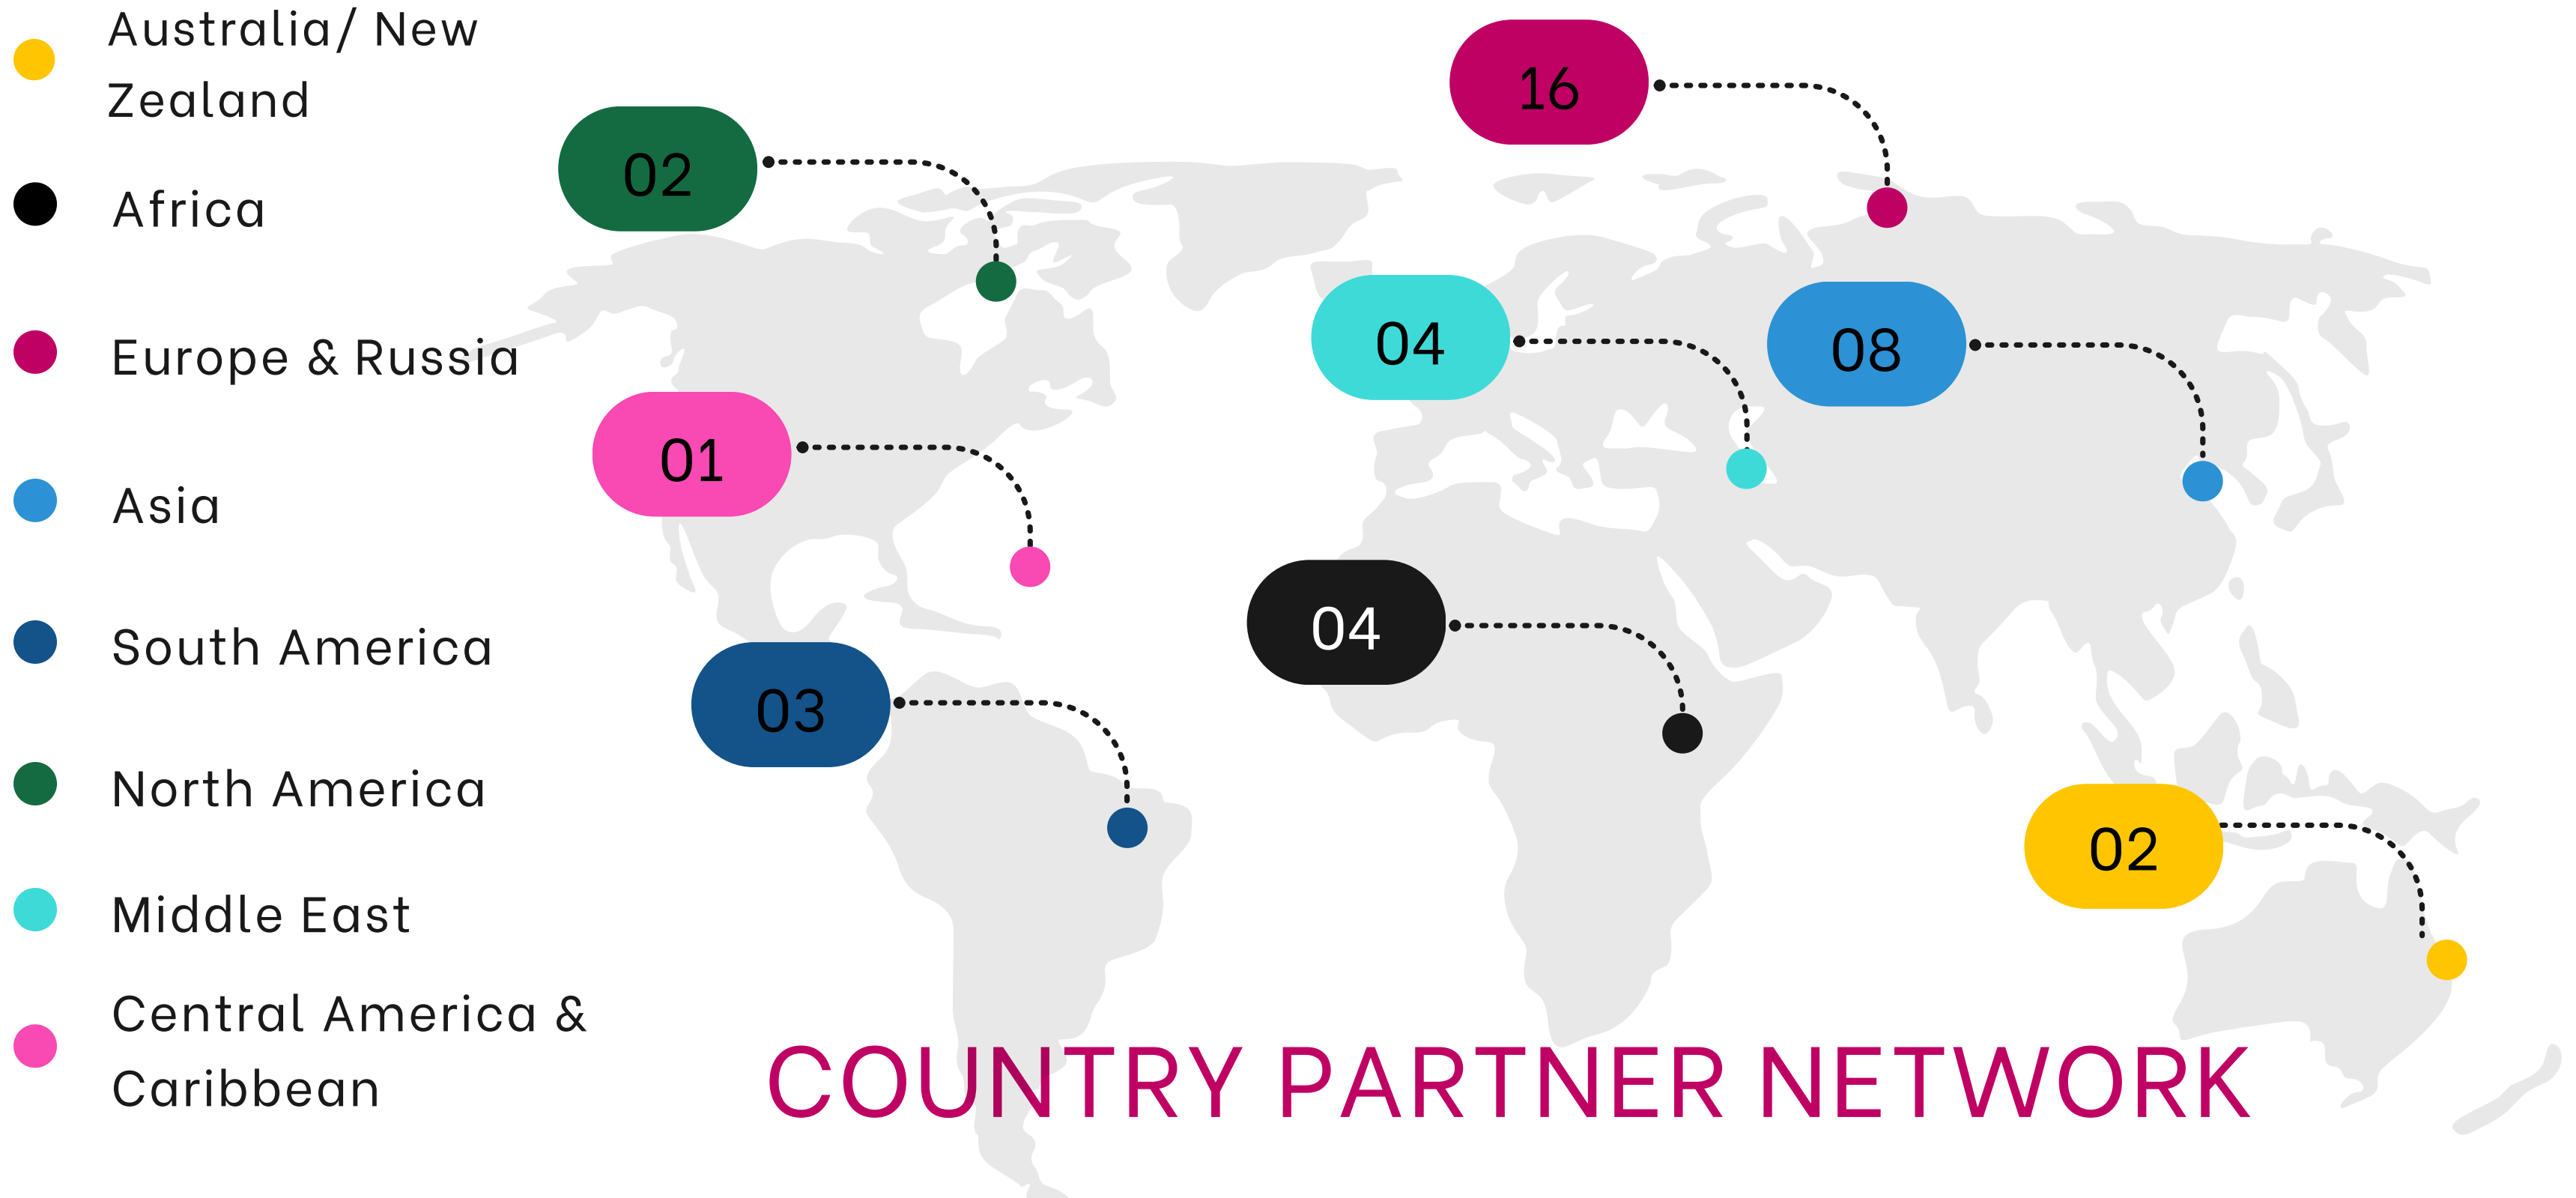 Australia/ New
Zealand
Africa
Europe & Russia
Asia
South America
North America
Middle East
Central America &
Caribbean
16
02
04
08
01
04
03
02
COUNTRY PARTNER NETWORK